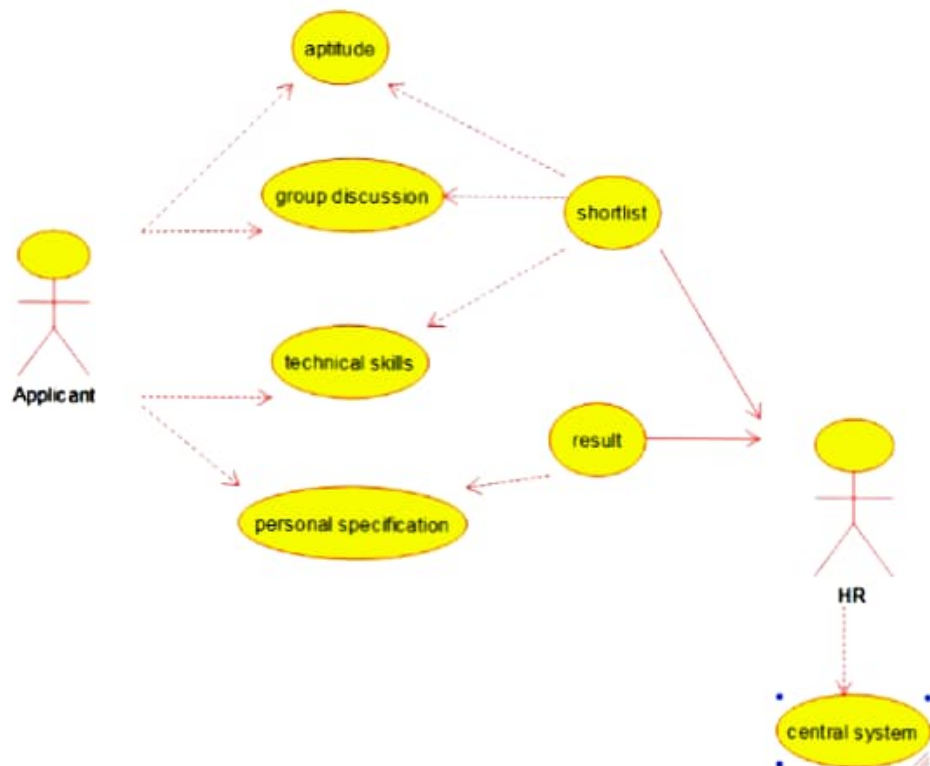 aptitude
group discussion
shortlist
technical skills
Applicant
result
personal specification
HR
central system